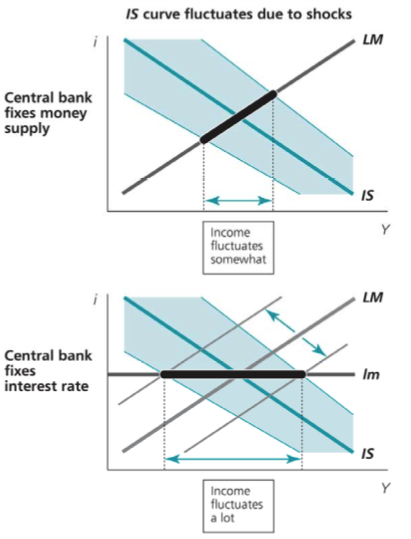 IS curve fluctuates due to shocks
i
LM
Central bank
fixes money
supply
IS
Y
Income
fluctuates
somewhat
i
LM
Central bank
fixes
interest rate
lm
IS
Y
Income
fluctuates
a lot